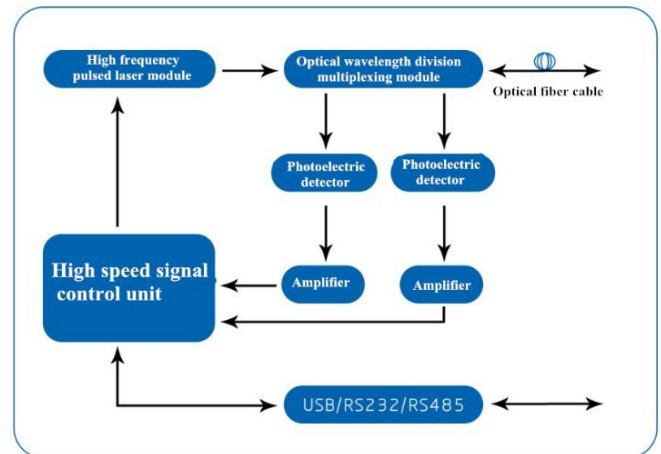 High frequency
pulsed laser module
Optical wavelength division
multiplexing module
Optical fiber cable
Photoelectric
detector
Photoelectric
detector
High speed signal
control unit
Amplifier
Amplifier
USB/RS232/RS485